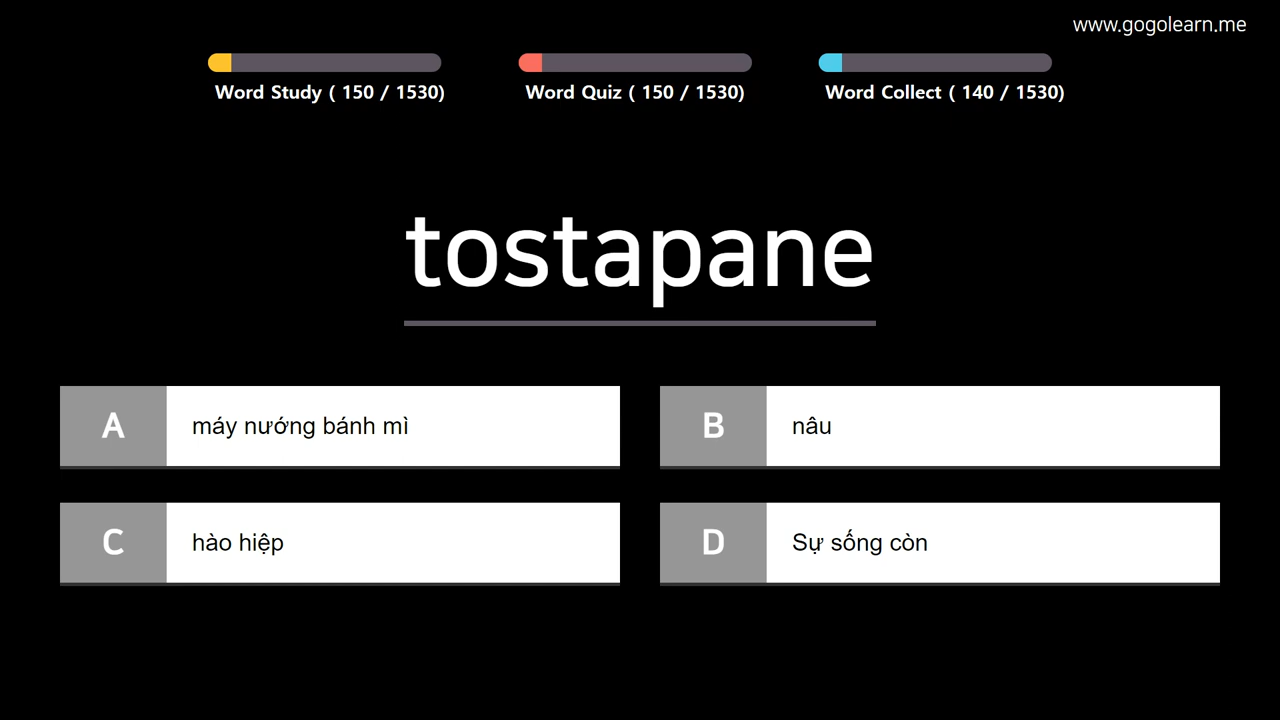 www.gogolearn.me
Word Study ( 150 / 1530)
Word Quiz ( 150 / 1530)
Word Collect ( 140 / 1530)
tostapane
A
máy nướng bánh mì
B
nâu
C
hào hiệp
D
Sự sống còn